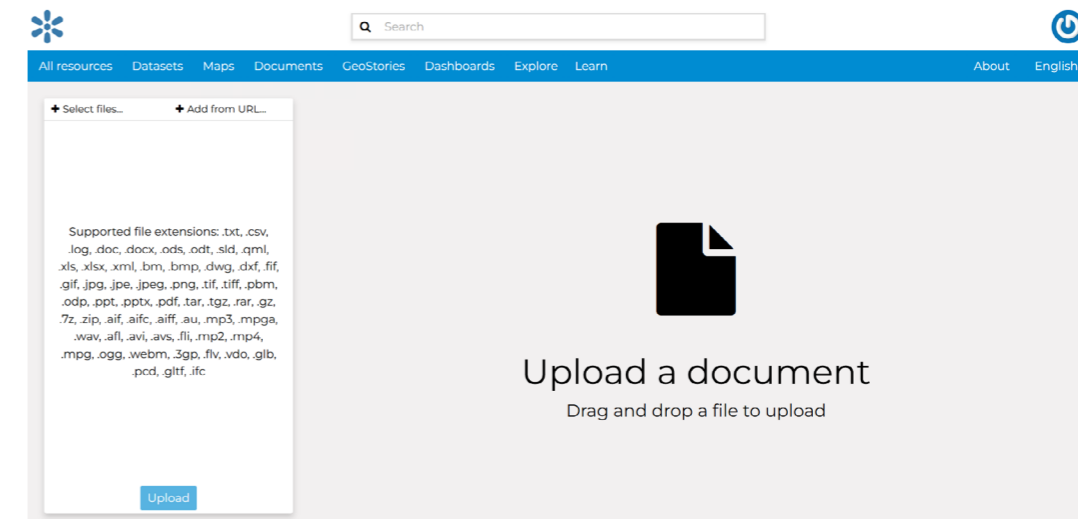 Search
All resources Datasets Maps Documents GeoStories Dashboards Explore Learn About English
Select files... Add from URL...
Supported file extensions: .txt, .csv,
.log, .doc, .docx, .ods, .odt, .sld, .qml,
.xls, .xlsx, .xml, .bm, .bmp, .dwg, .dxf, .fif,
.gif, .jpg, .jpe, .jpeg, .png, .tif, .tiff, .pbm,
.odp, .ppt, .pptx, .pdf, .tar, .tgz, .rar, .gz,
.7z, .zip, .aif, .aifc, .aiff, .au, .mp3, .mpga,
.wav, .afl, .avi, .avs, .fli, .mp2, .mp4,
.mpg, .ogg, .webm, .3gp, .flv, .vdo, .glb,
.pcd, .gltf, .ifc
Upload a document
Drag and drop a file to upload
Upload